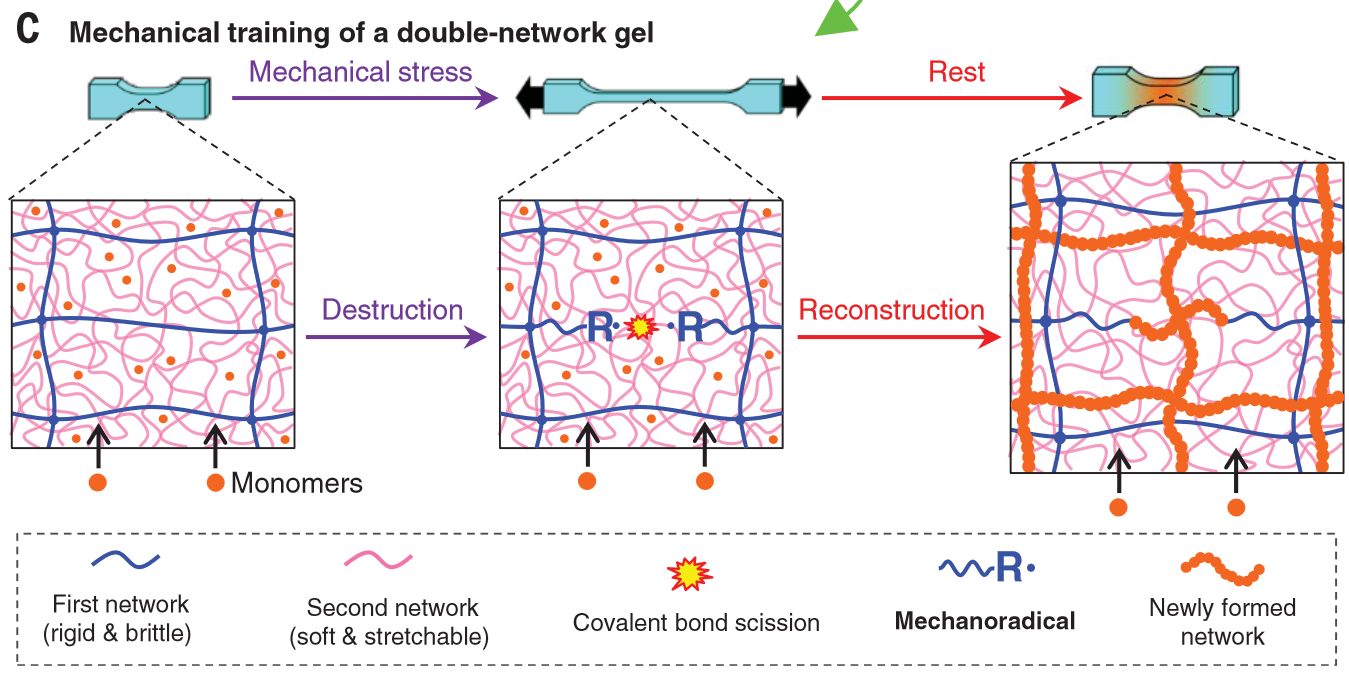 C Mechanical training of a double-network gel
Mechanical stress
Rest
Destruction
R· ·R
Reconstruction
Monomers
First network
(rigid & brittle)
Second network
(soft & stretchable)
Covalent bond scission
R·
Mechanoradical
Newly formed
network